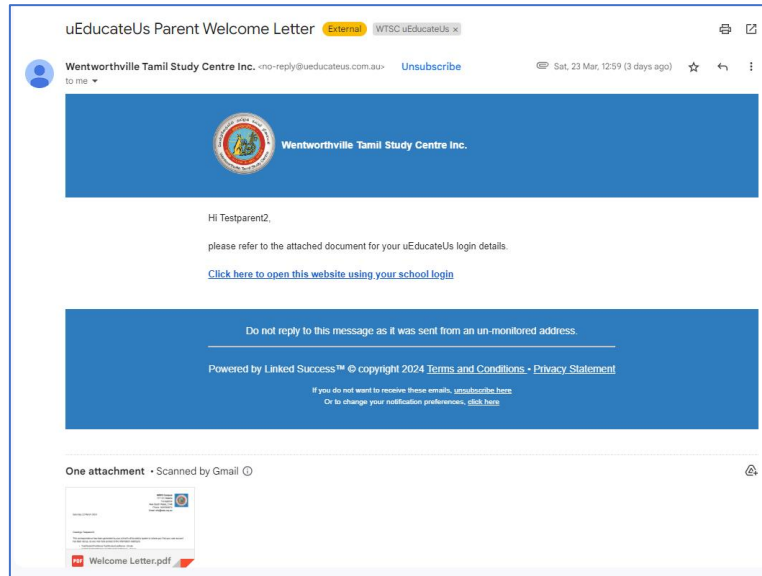 uEducateUs Parent Welcome Letter External WTSC uEducateUs ×
Wentworthville Tamil Study Centre Inc. <no-reply@ueducateus.com.au> Unsubscribe Sat, 23 Mar, 12:59 (3 days ago)
to me
Wentworthville Tamil Study Centre Inc.
Hi Testparent2,
please refer to the attached document for your uEducateUs login details.
Click here to open this website using your school login
Do not reply to this message as it was sent from an un-monitored address.
Powered by Linked Success™ © copyright 2024 Terms and Conditions • Privacy Statement
If you do not want to receive these emails, unsubscribe here
Or to change your notification preferences, click here
One attachment • Scanned by Gmail
PDF Welcome Letter.pdf